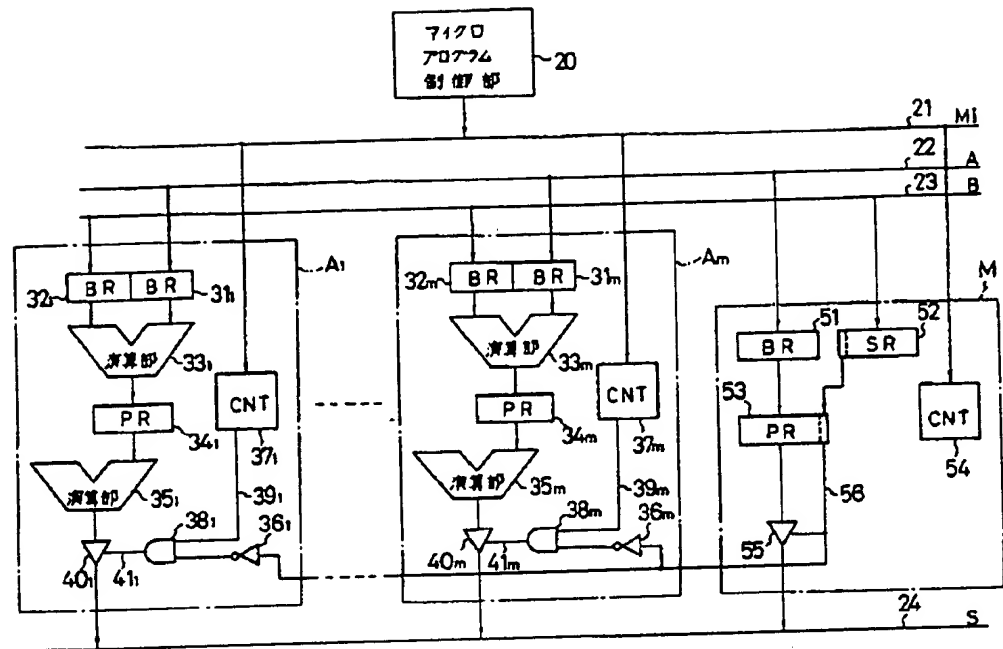 マイクロ
プログラム
制御部
20
21
Mi
22
A
23
B
A1
32₁
BR
BR
31₁
演算部
33₁
PR
34₁
CNT
37₁
演算部
35₁
39₁
38₁
36₁
40₁
41₁
Am
32m
BR
BR
31m
演算部
33m
PR
34m
CNT
37m
演算部
35m
39m
38m
36m
40m
41m
M
51
BR
52
SR
53
PR
CNT
54
56
55
24
S